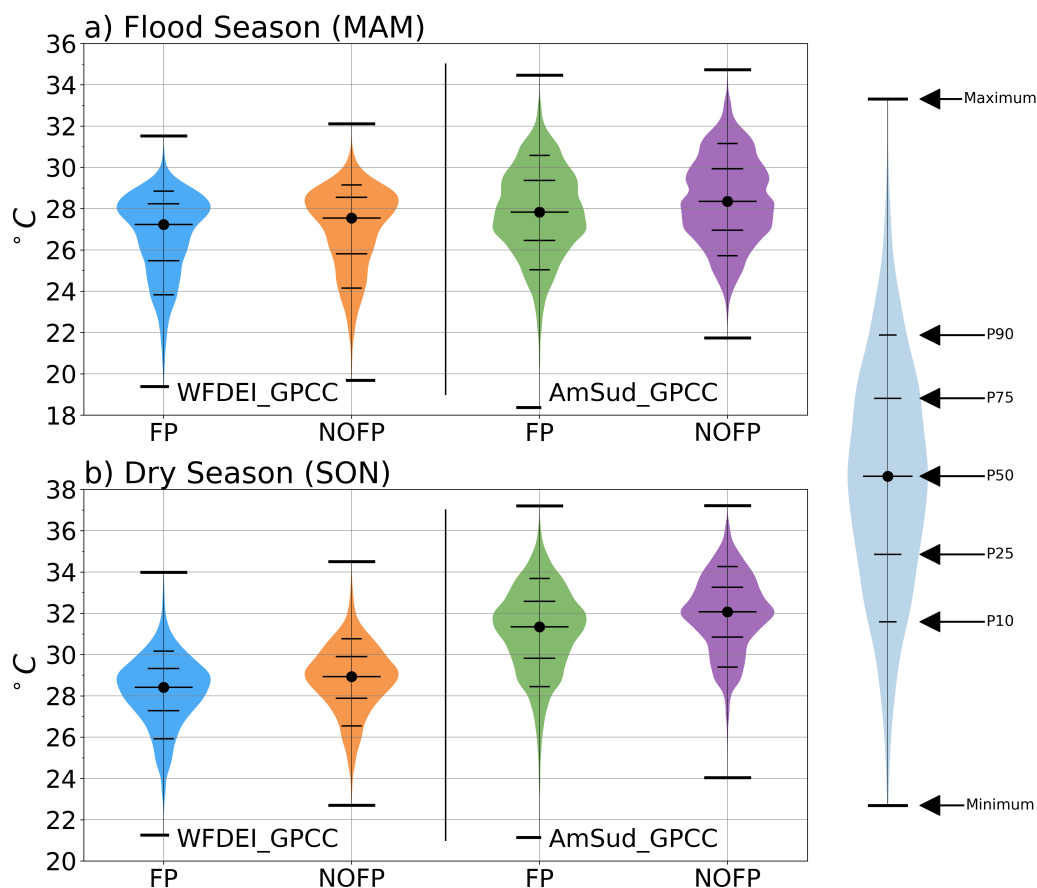 a) Flood Season (MAM)
36
34
32
30
28
26
24
22
20
18
°C
WFDEI_GPCC
AmSud_GPCC
FP
NOFP
FP
NOFP
b) Dry Season (SON)
38
36
34
32
30
28
26
24
22
20
°C
WFDEI_GPCC
AmSud_GPCC
FP
NOFP
FP
NOFP
Maximum
P90
P75
P50
P25
P10
Minimum